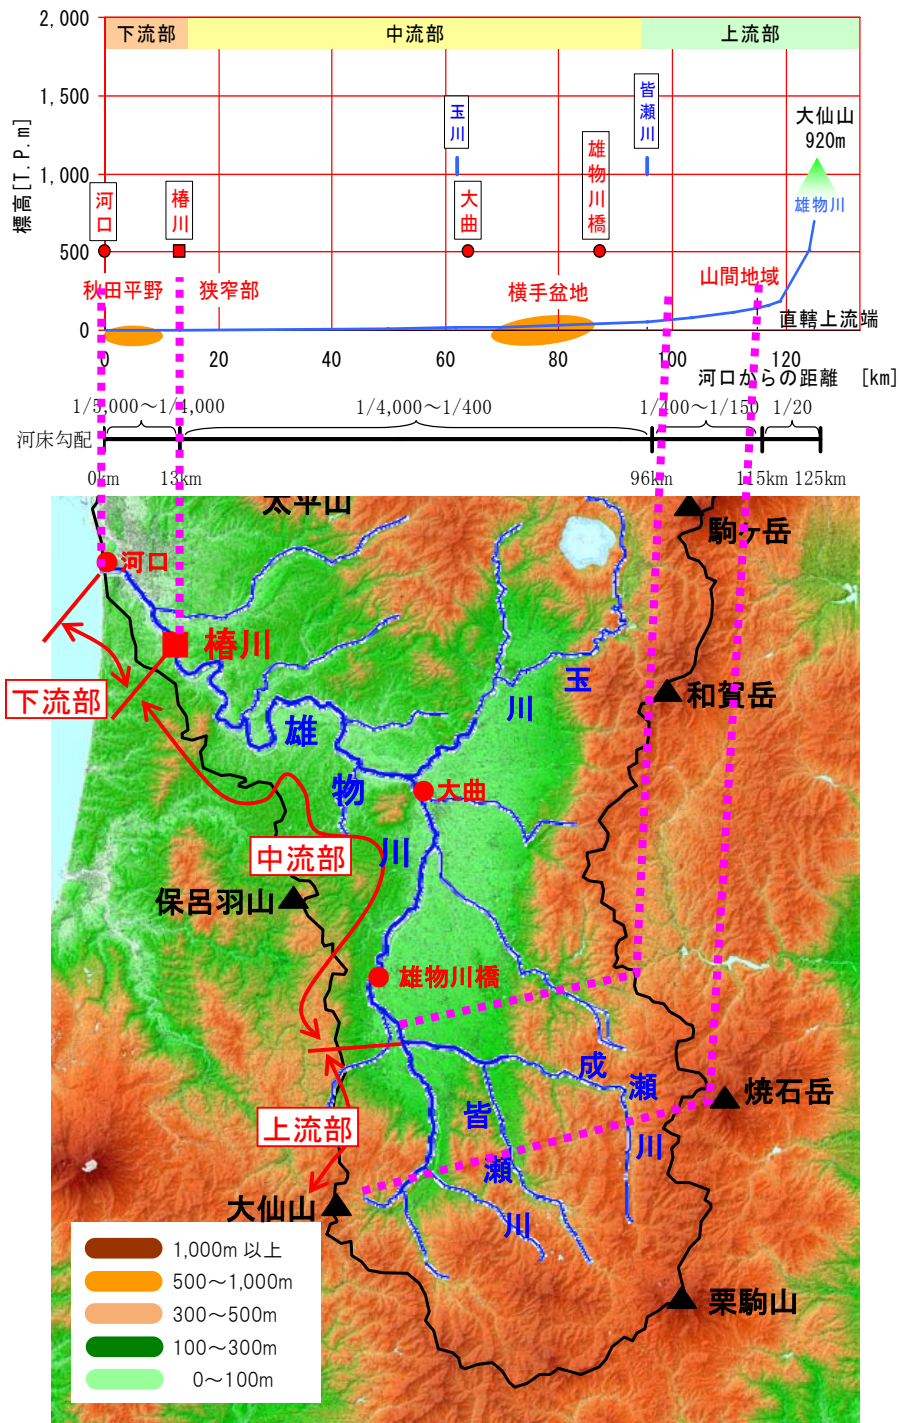 2,000
下流部
中流部
上流部
1,500
玉川
皆瀬川
大仙山
920m
標高[T.P.m]
1,000
河口
椿川
大曲
雄物川橋
雄物川
500
秋田平野
狭窄部
横手盆地
山間地域
0
直轄上流端
0
20
40
60
80
100
120
河口からの距離 [km]
1/5,000～1/4,000
1/4,000～1/400
1/400～1/150
1/20
河床勾配
0km
13km
96km
115km
125km
太平山
駒ヶ岳
河口
椿川
玉川
和賀岳
下流部
雄物川
大曲
中流部
保呂羽山
雄物川橋
成瀬川
焼石岳
皆瀬川
上流部
大仙山
栗駒山
1,000m 以上
500～1,000m
300～500m
100～300m
0～100m